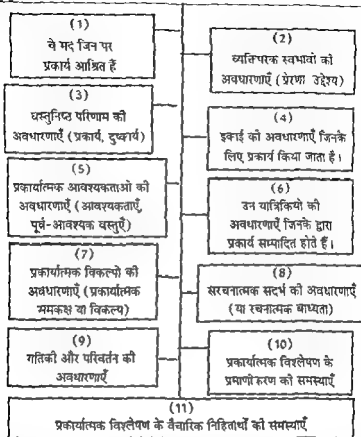 (1)
वे मद जिन पर
प्रकार्य आश्रित हैं
(2)
व्यक्तिपरक स्वभावों की
अवधारणाएँ (प्रेरणा उद्देश्य)
(3)
वस्तुनिष्ठ परिणाम की
अवधारणाएँ (प्रकार्य, दुष्कार्य)
(4)
इकाई की अवधारणाएँ जिनके
लिए प्रकार्य किया जाता है।
(5)
प्रकार्यात्मक आवश्यकताओं की
अवधारणाएँ (आवश्यकताएँ,
पूर्व-आवश्यक वस्तुएँ)
(6)
उन यांत्रिकियो की
अवधारणाएँ जिनके द्वारा
प्रकार्य सम्पादित होते हैं।
(7)
प्रकार्यात्मक विकल्पो की
अवधारणाएँ (प्रकार्यात्मक
ममकक्ष या विकल्प)
(8)
सरचनात्मक सदर्भ की अवधारणाएँ
(या रचनात्मक बाध्यता)
(9)
गतिकी और परिवर्तन की
अवधारणाएँ
(10)
प्रकार्यात्मक विश्लेषण के
प्रमाणीकरण की समस्याएँ
(11)
प्रकार्यात्मक विश्लेषण के वैचारिक निहितार्थो की समस्याएँ